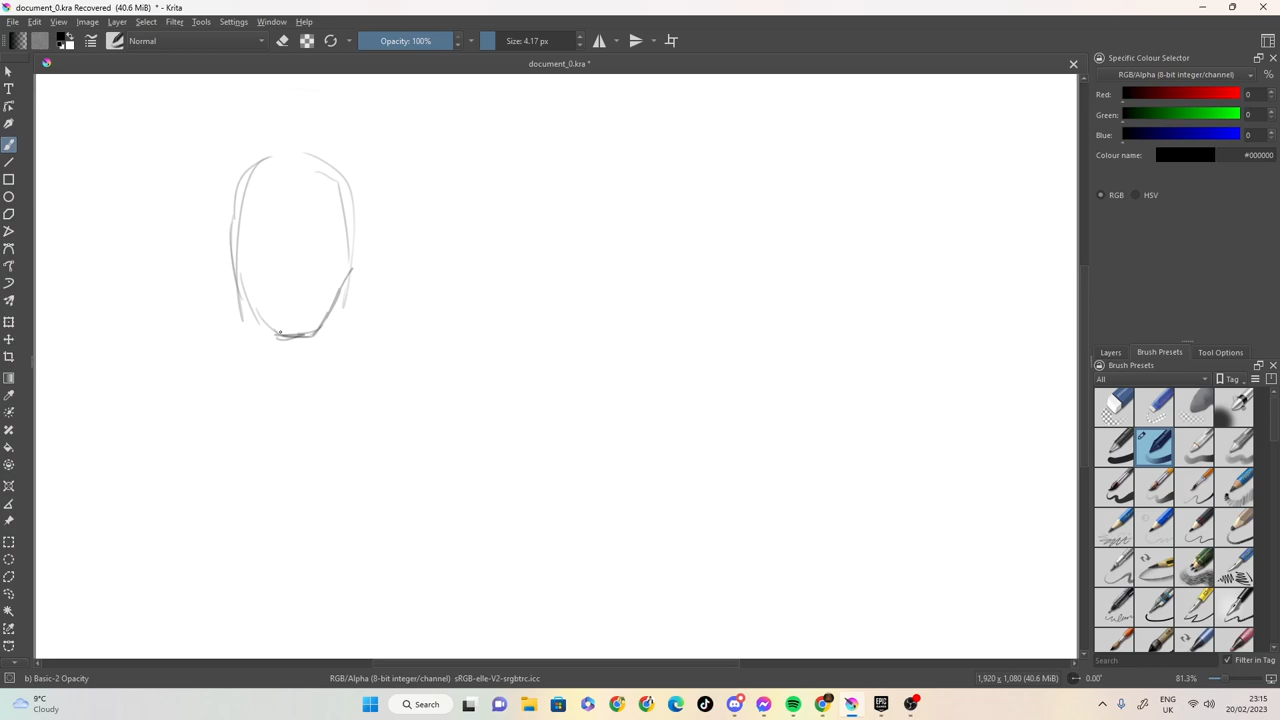 document_0.kra Recovered (40.6 MiB) * - Krita
File Edit View Image Layer Select Filter Tools Settings Window Help
Normal Opacity: 100% Size: 4.17 px
document_0.kra *
Specific Colour Selector
RGB/Alpha (8-bit integer/channel) %
Red: 0
Green: 0
Blue: 0
Colour name: #000000
RGB HSV
Layers Brush Presets Tool Options
Brush Presets
All Tag
Search Filter in Tag
b) Basic-2 Opacity RGB/Alpha (8-bit integer/channel) sRGB-elle-V2-srgbtrc.icc 1,920 x 1,080 (40.6 MiB) 0.00° 81.3%
9°C
Cloudy
Search
ENG
UK
23:15
20/02/2023